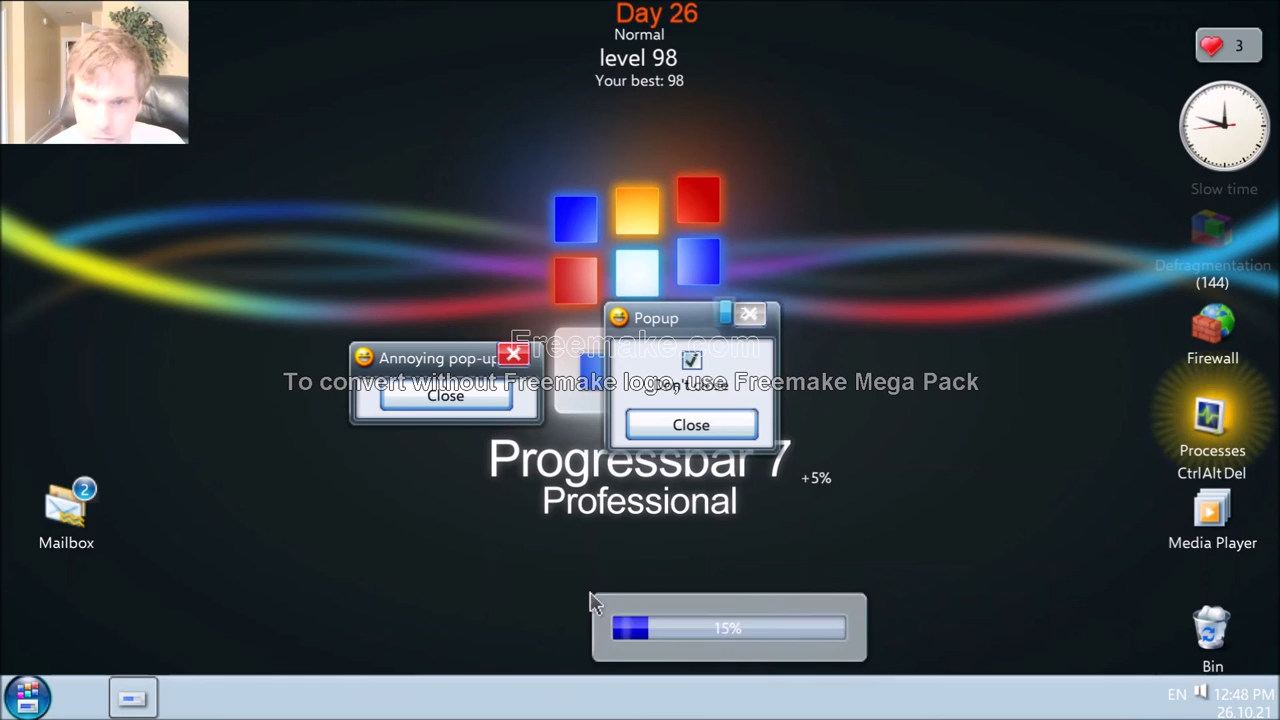 Day 26
Normal
level 98
Your best: 98
3
Slow time
Defragmentation
(144)
Firewall
Processes
CtrlAltDel
Media Player
Bin
Popup
Close
Annoying pop-up
Close
Freemake.com
To convert without Freemake logo, use Freemake Mega Pack
Progressbar 7
Professional
+5%
2
Mailbox
15%
EN 12:48 PM
26.10.21